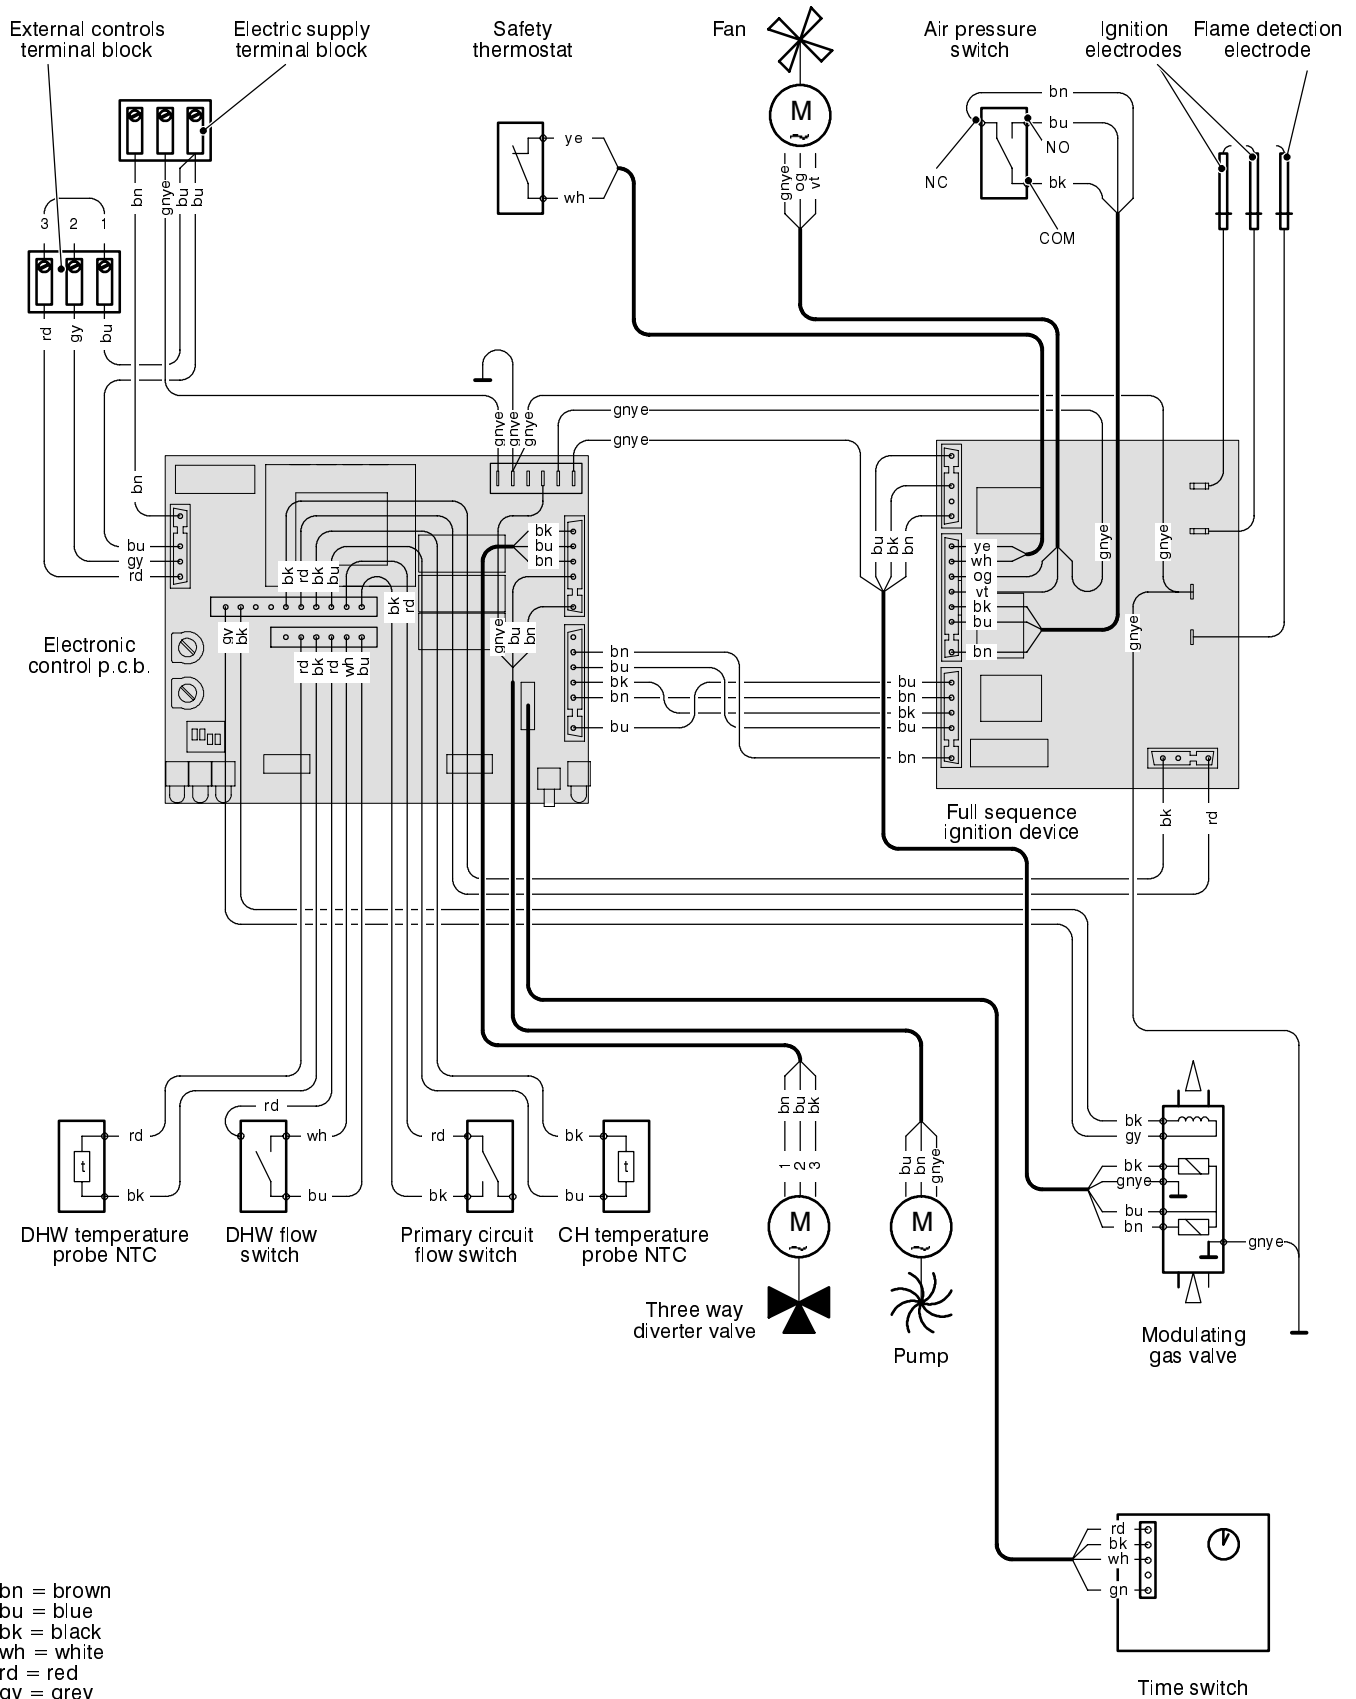 External controls
terminal block
Electric supply
terminal block
Safety
thermostat
Fan
Air pressure
switch
Ignition
electrodes
Flame detection
electrode
M
bn
bu
NO
NC
bk
COM
ye
wh
gnye
og
vt
bn
gnye
bu
bu
3
2
1
rd
gy
bu
gnye
gnye
gnye
gnye
gnye
bn
bu
gy
rd
bk
rd
bk
bu
bk
rd
gy
bk
rd
bk
rd
wh
bu
bk
bu
bn
gnye
bu
bn
bu
bk
bn
ye
wh
og
vt
bk
bu
bn
gnye
gnye
gnye
Electronic
control p.c.b.
bn
bu
bk
bn
bu
bu
bn
bk
bu
bn
Full sequence
ignition device
bk
rd
rd
bk
t
rd
wh
bu
rd
bk
bk
bu
t
bn
bu
bk
1
2
3
M
bu
bn
gnye
M
bk
gy
bk
gnye
bu
bn
gnye
DHW temperature
probe NTC
DHW flow
switch
Primary circuit
flow switch
CH temperature
probe NTC
Three way
diverter valve
Pump
Modulating
gas valve
rd
bk
wh
gn
Time switch
bn = brown
bu = blue
bk = black
wh = white
rd = red
gy = grey